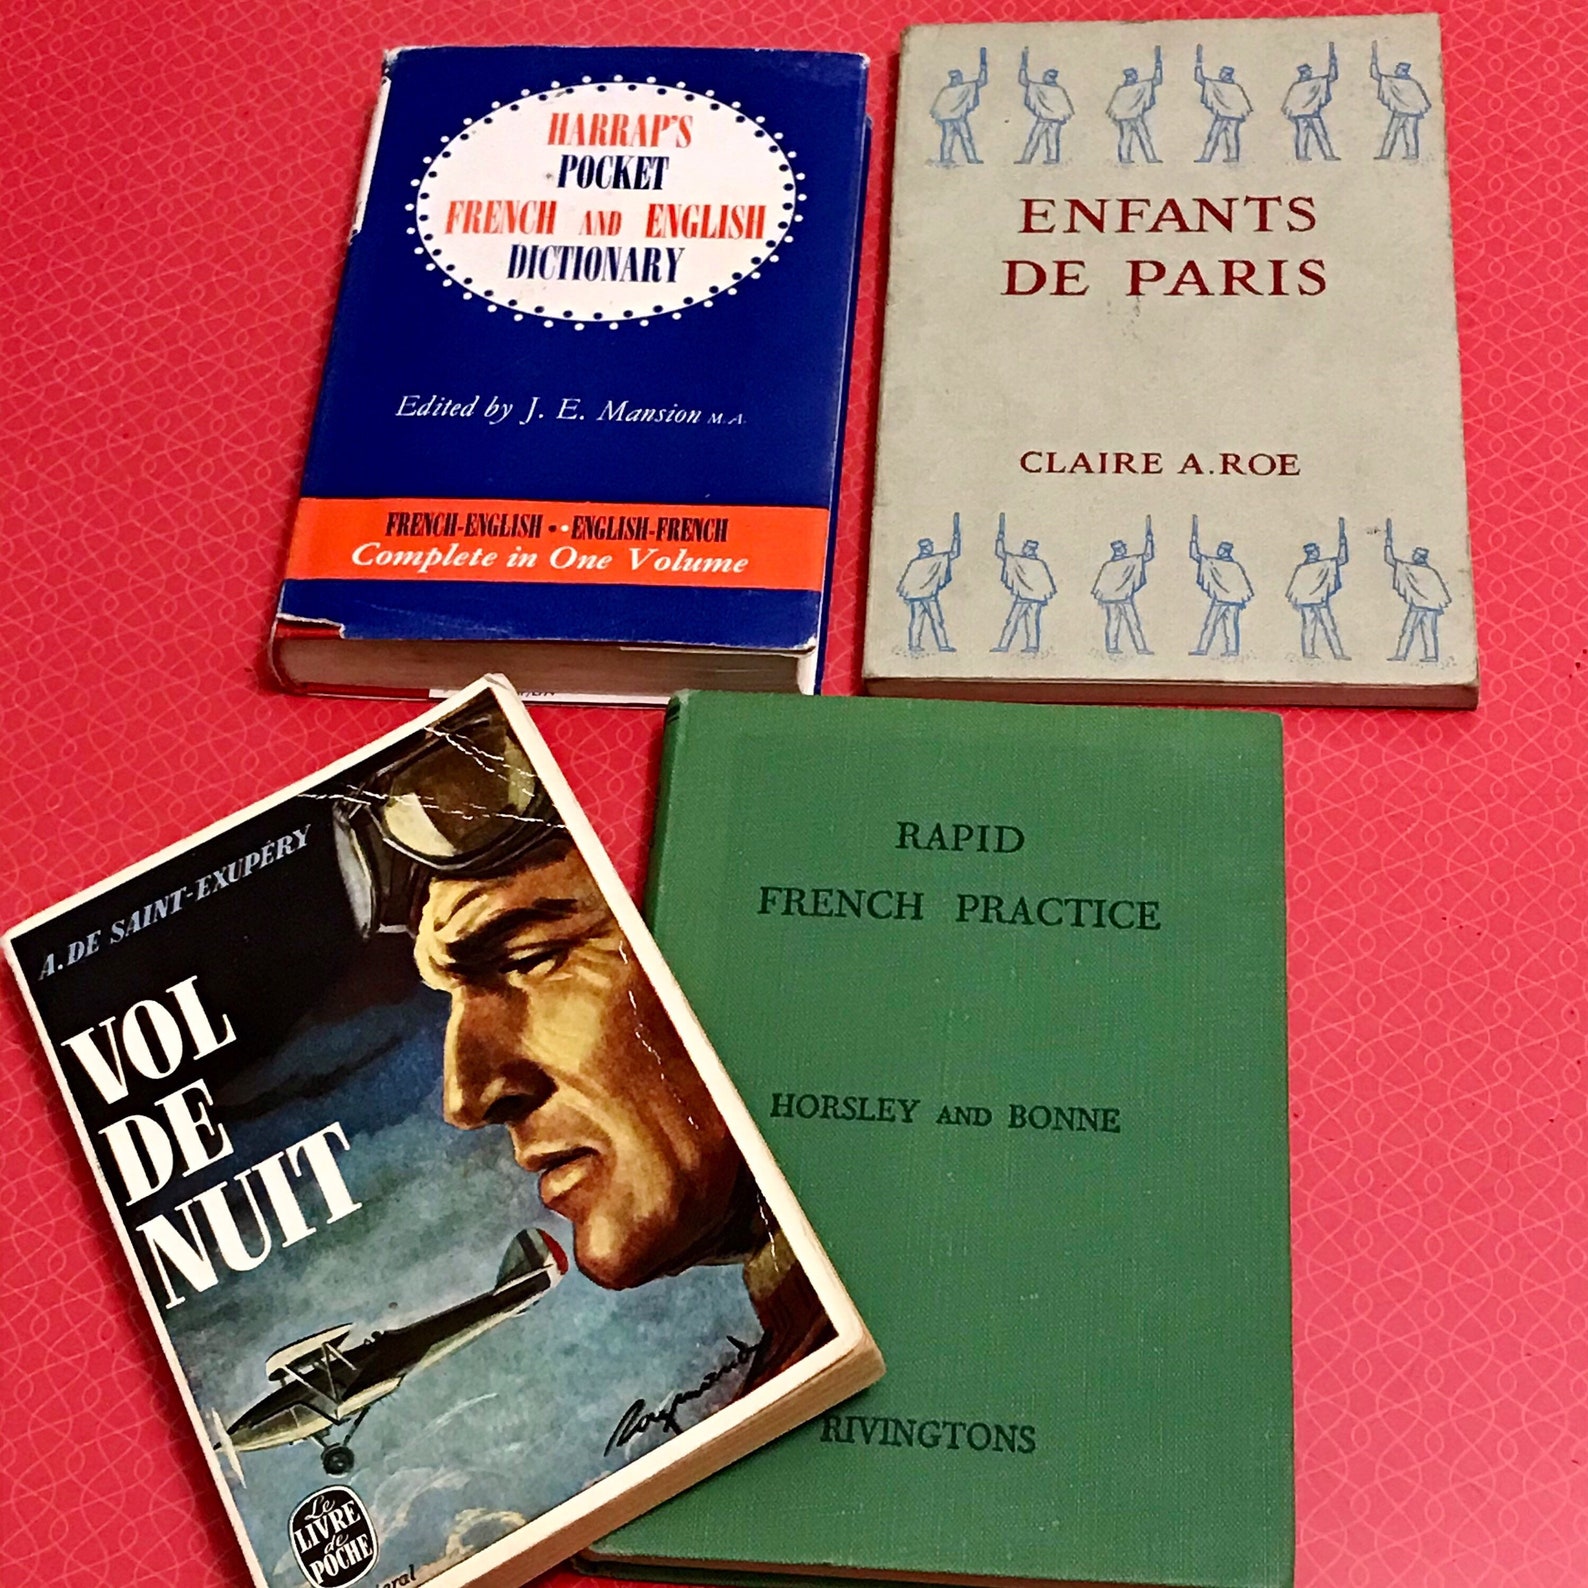 HARRAP'S
POCKET
FRENCH AND ENGLISH
DICTIONARY
Edited by J. E. Mansion M.A.
FRENCH-ENGLISH •• ENGLISH-FRENCH
Complete in One Volume
ENFANTS
DE PARIS
CLAIRE A. ROE
A. DE SAINT-EXUPÉRY
VOL
DE
NUIT
Raymond
Le
LIVRE
de
POCHE
RAPID
FRENCH PRACTICE
HORSLEY AND BONNE
RIVINGTONS